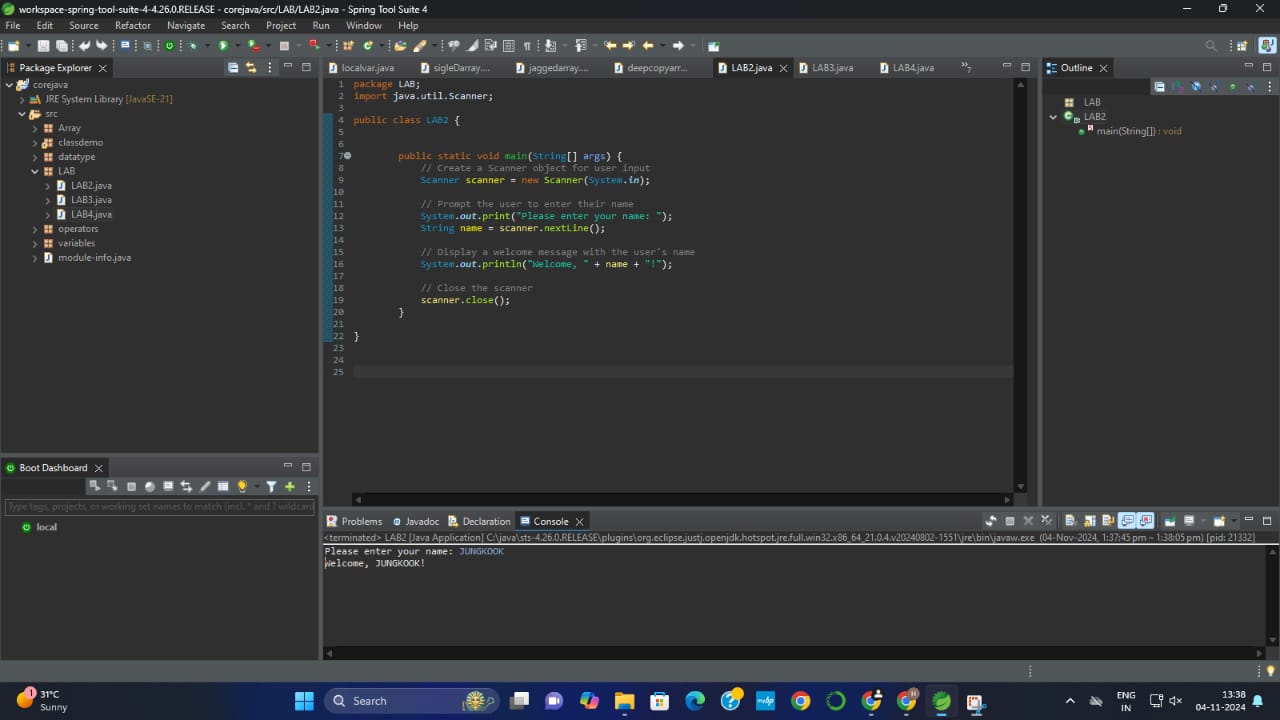 workspace-spring-tool-suite-4-4.26.0.RELEASE - corejava/src/LAB/LAB2.java - Spring Tool Suite 4
File Edit Source Refactor Navigate Search Project Run Window Help
Package Explorer
corejava
JRE System Library [JavaSE-21]
src
Array
classdemo
datatype
LAB
LAB2.java
LAB3.java
LAB4.java
operators
variables
module-info.java
Boot Dashboard
Type tags, projects, or working set names to match (incl. * and ? wildcard
local
localvar.java sigleDarray.... jaggedarray.... deepcopyarr... LAB2.java LAB3.java LAB4.java »7
1 package LAB;
2 import java.util.Scanner;
3
4 public class LAB2 {
5
6
7 public static void main(String[] args) {
8 // Create a Scanner object for user input
9 Scanner scanner = new Scanner(System.in);
10
11 // Prompt the user to enter their name
12 System.out.print("Please enter your name: ");
13 String name = scanner.nextLine();
14
15 // Display a welcome message with the user's name
16 System.out.println("Welcome, " + name + "!");
17
18 // Close the scanner
19 scanner.close();
20 }
21
22 }
23
24
25
Outline
LAB
LAB2
main(String[]) : void
Problems Javadoc Declaration Console
<terminated> LAB2 [Java Application] C:\java\sts-4.26.0.RELEASE\plugins\org.eclipse.justj.openjdk.hotspot.jre.full.win32.x86_64_21.0.4.v20240802-1551\jre\bin\javaw.exe (04-Nov-2024, 1:37:45 pm – 1:38:05 pm) [pid: 21332]
Please enter your name: JUNGKOOK
Welcome, JUNGKOOK!
1
31°C
Sunny
Search
ENG
IN
13:38
04-11-2024